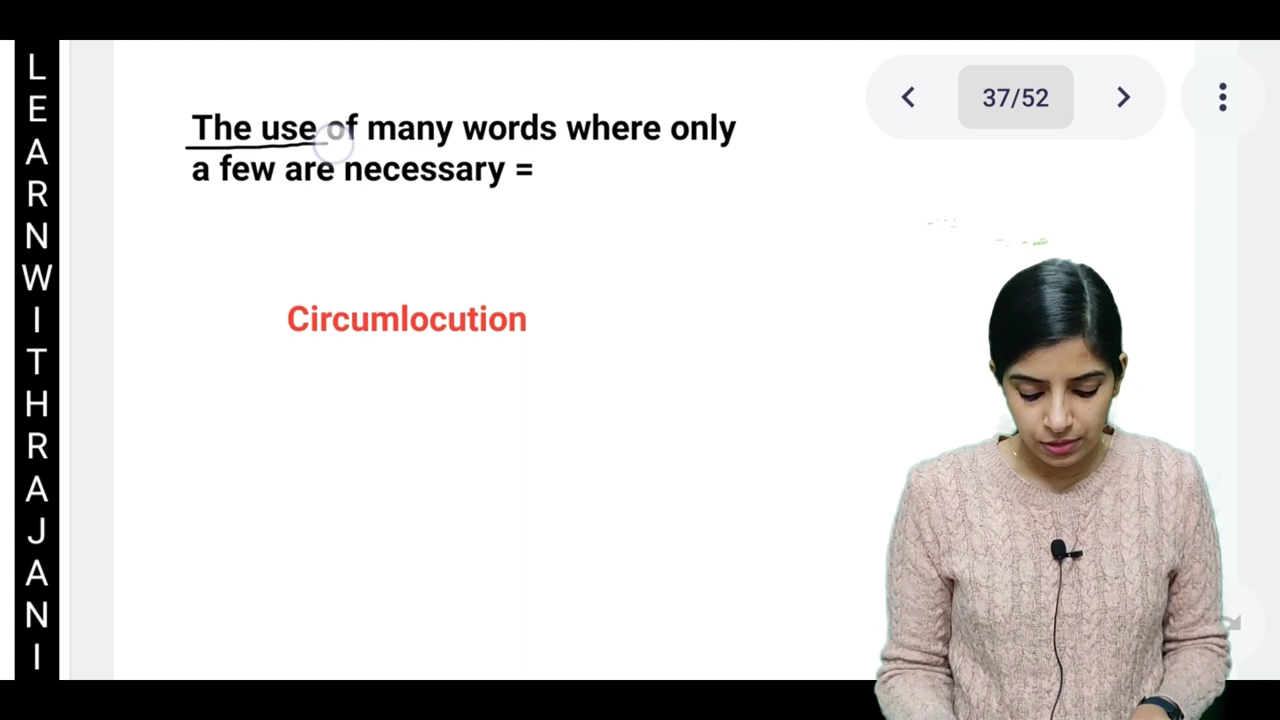 LEARNWITHRAJANI
The use of many words where only
a few are necessary =
37/52
Circumlocution